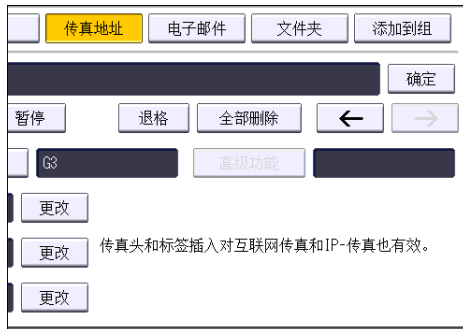 传真地址 电子邮件 文件夹 添加到组
确定
暂停 退格 全部删除 ← →
G3 高级功能
更改
更改 传真头和标签插入对互联网传真和IP-传真也有效。
更改